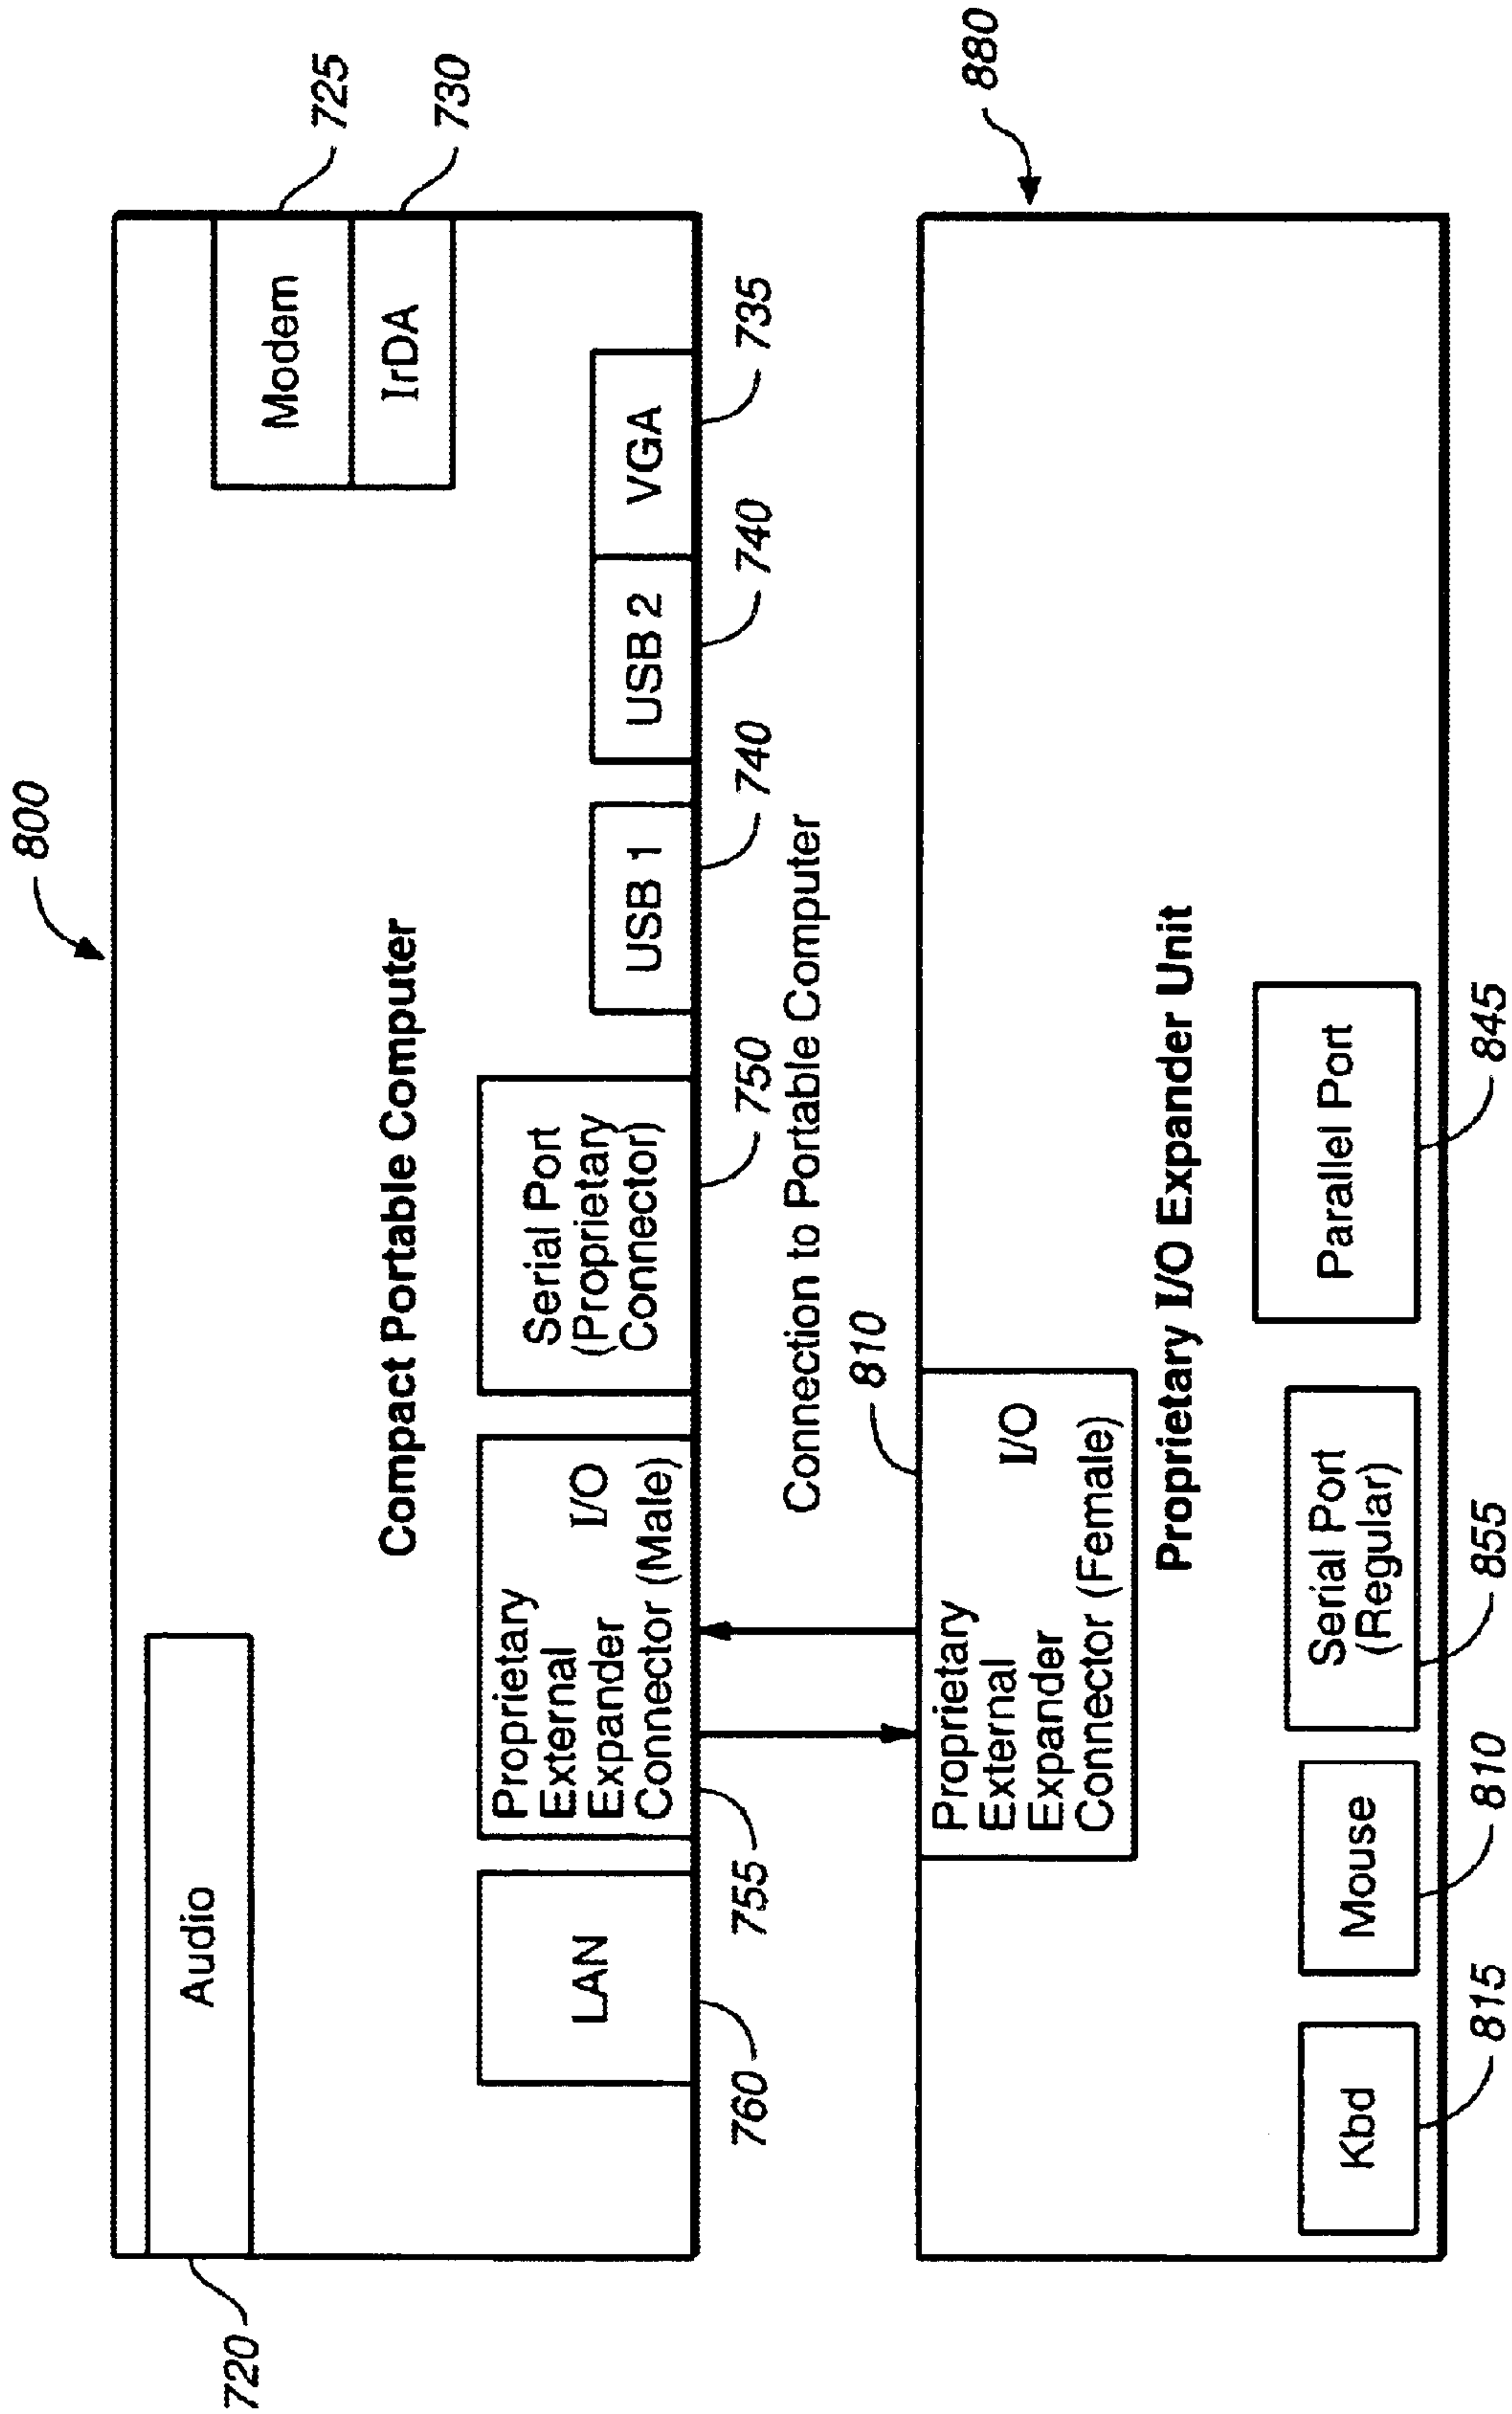 800
Audio
720
Modem
725
IrDA
730
Compact Portable Computer
LAN
760
Proprietary
External I/O
Expander
Connector (Male)
755
Serial Port
(Proprietary
Connector)
750
USB 1
740
USB 2
740
VGA
735
Connection to Portable Computer
810
880
Proprietary
External I/O
Expander
Connector (Female)
Proprietary I/O Expander Unit
Kbd
815
Mouse
810
Serial Port
(Regular)
855
Parallel Port
845